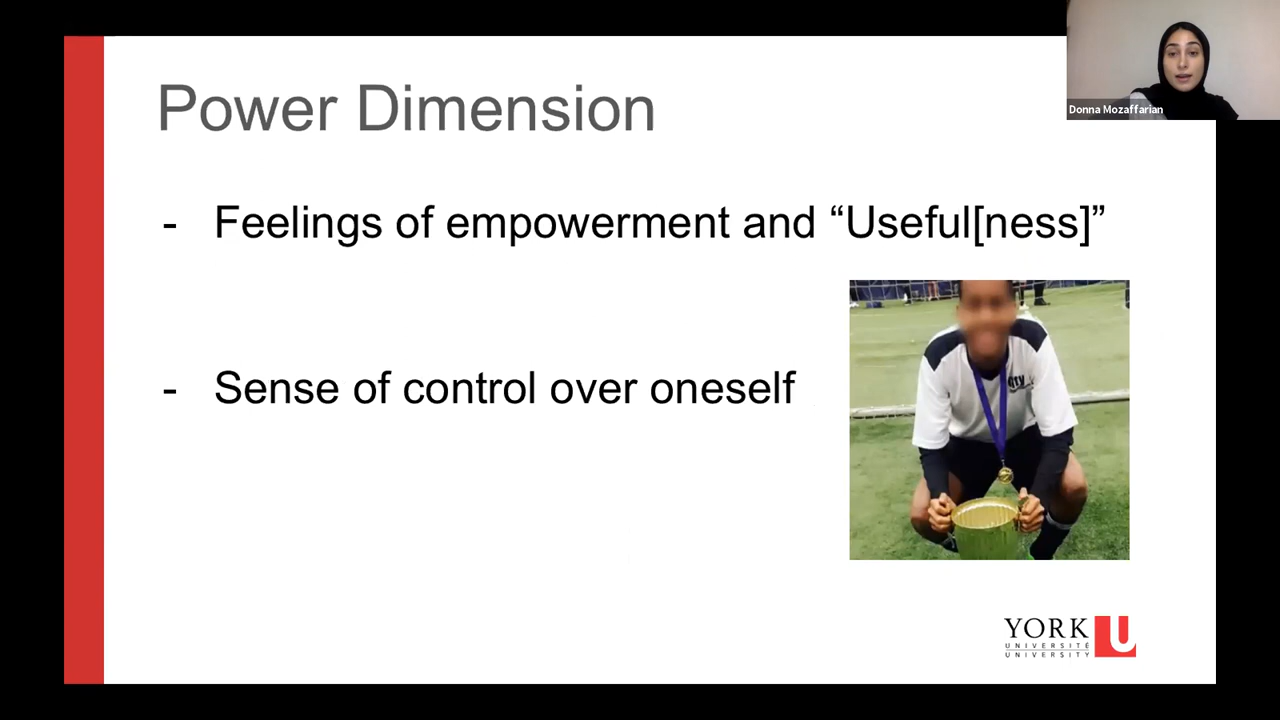 Power Dimension
Donna Mozaffarian
- Feelings of empowerment and “Useful[ness]”
- Sense of control over oneself
YORK U
UNIVERSITÉ
UNIVERSITY